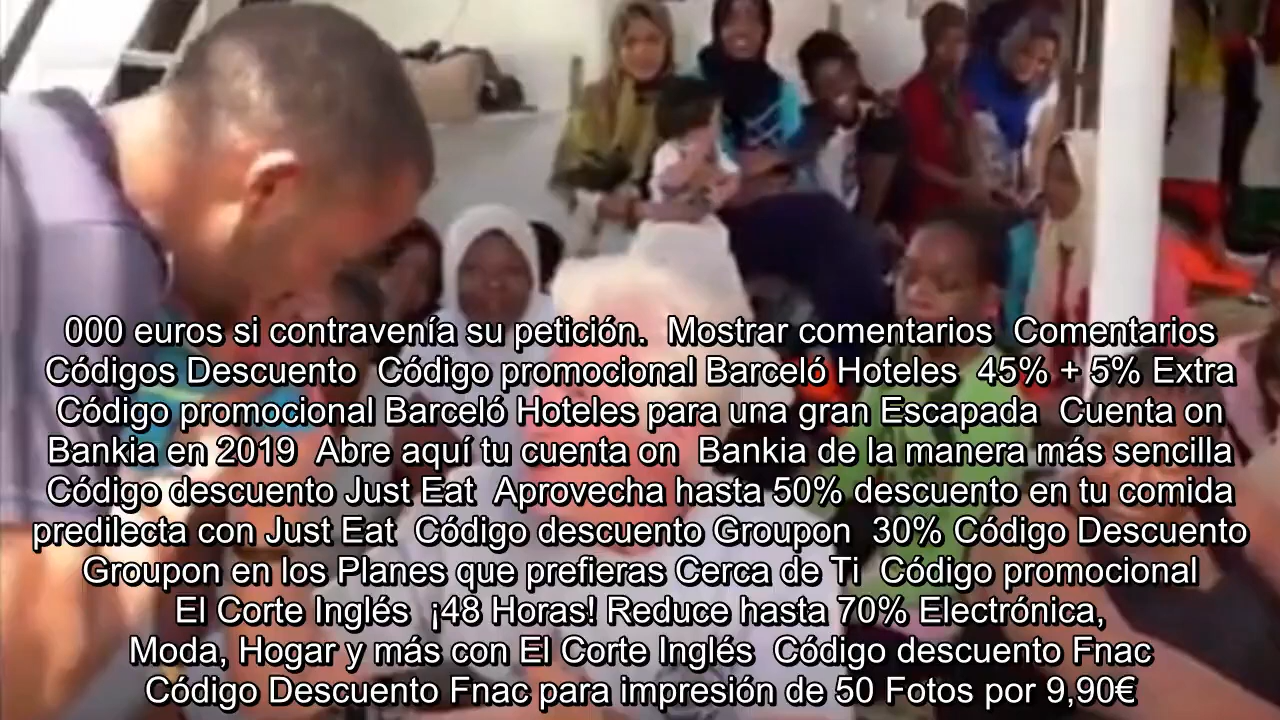 000 euros si contravenía su petición.  Mostrar comentarios  Comentarios
Códigos Descuento  Código promocional Barceló Hoteles  45% + 5% Extra
Código promocional Barceló Hoteles para una gran Escapada  Cuenta on
Bankia en 2019  Abre aquí tu cuenta on  Bankia de la manera más sencilla
Código descuento Just Eat  Aprovecha hasta 50% descuento en tu comida
predilecta con Just Eat  Código descuento Groupon  30% Código Descuento
Groupon en los Planes que prefieras Cerca de Ti  Código promocional
El Corte Inglés  ¡48 Horas! Reduce hasta 70% Electrónica,
Moda, Hogar y más con El Corte Inglés  Código descuento Fnac
Código Descuento Fnac para impresión de 50 Fotos por 9,90€